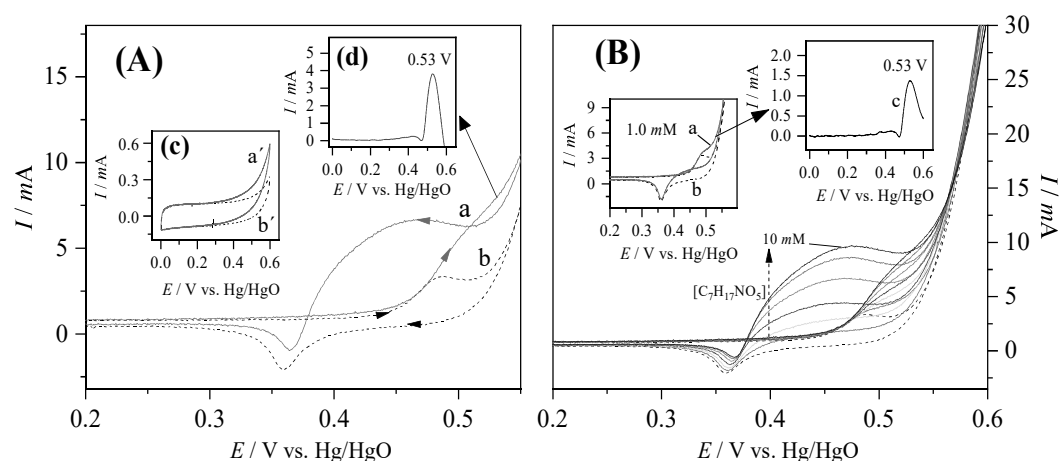 (A)
I / mA
15
10
5
0
0.2
0.3
0.4
0.5
E / V vs. Hg/HgO
a
b
(c)
I / mA
0.6
0.3
0.0
a′
b′
0.0
0.3
0.6
E / V vs. Hg/HgO
(d)
I / mA
5
4
3
2
1
0
0.53 V
0.0
0.2
0.4
0.6
E / V vs. Hg/HgO
(B)
30
25
20
15
10
5
0
I / mA
0.2
0.3
0.4
0.5
0.6
E / V vs. Hg/HgO
10 mM
[C₇H₁₇NO₅]
I / mA
9
6
3
0
1.0 mM
a
b
0.2
0.3
0.4
0.5
E / V vs. Hg/HgO
I / mA
2.0
1.5
1.0
0.5
0.0
0.53 V
c
0.0
0.2
0.4
0.6
E / V vs. Hg/HgO